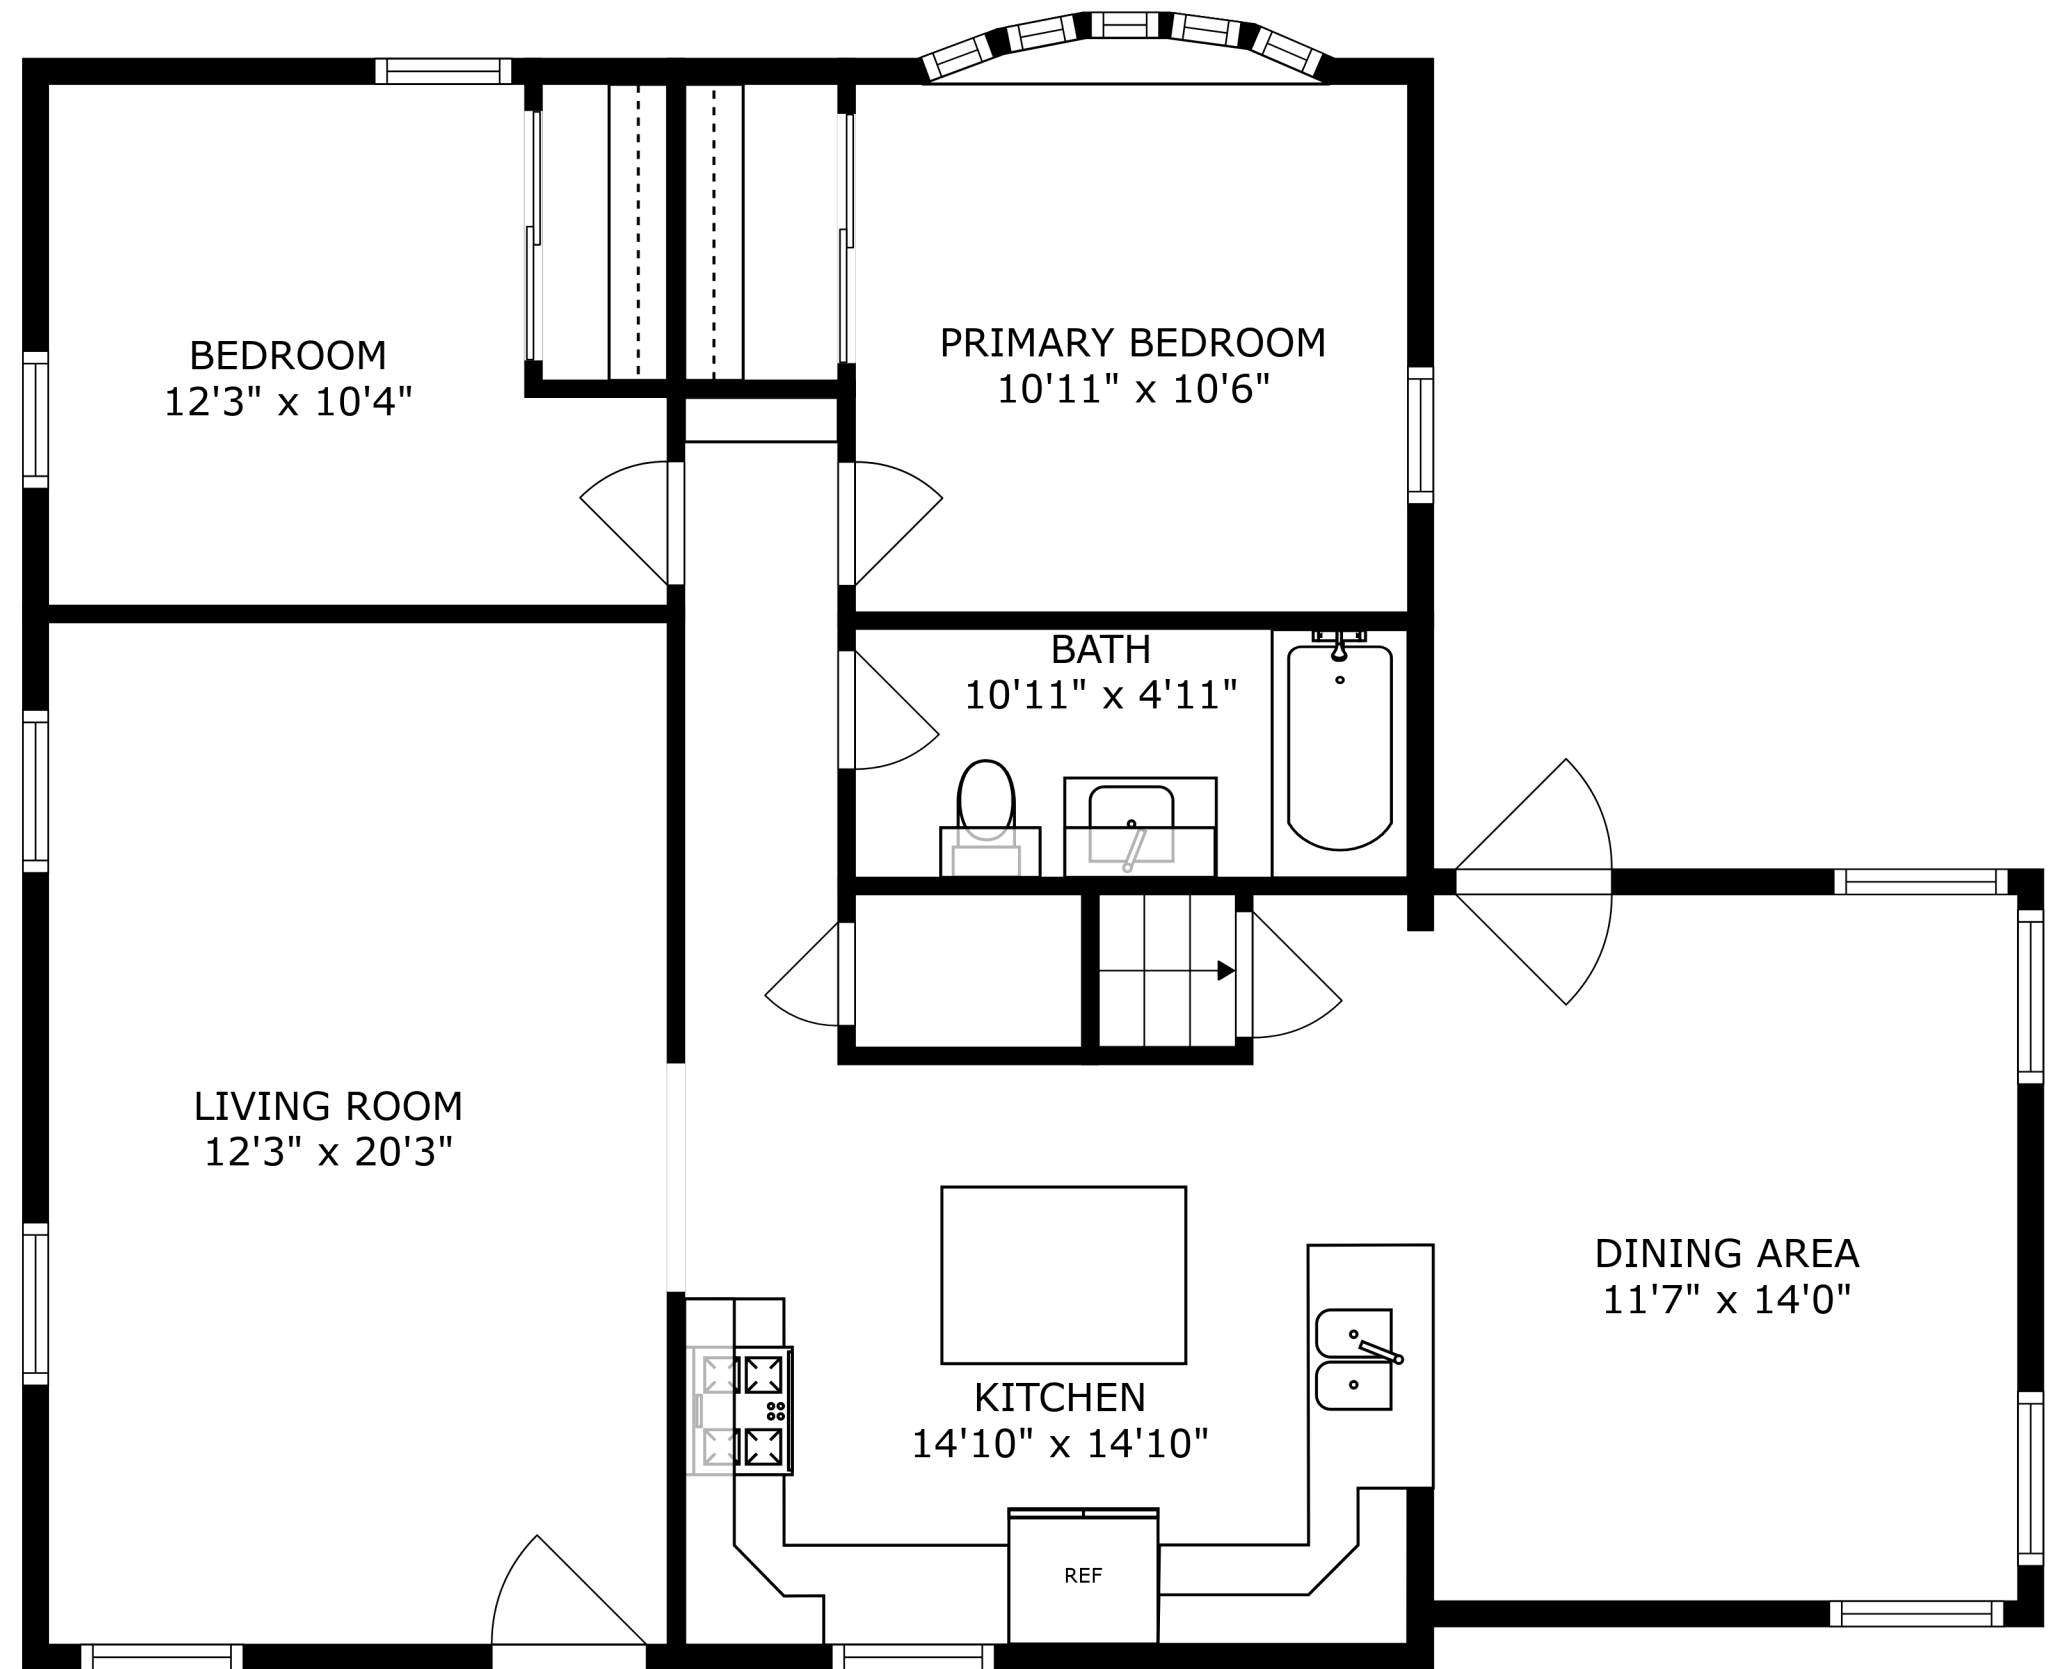 BEDROOM
12'3" x 10'4"
PRIMARY BEDROOM
10'11" x 10'6"
BATH
10'11" x 4'11"
LIVING ROOM
12'3" x 20'3"
DINING AREA
11'7" x 14'0"
KITCHEN
14'10" x 14'10"
REF